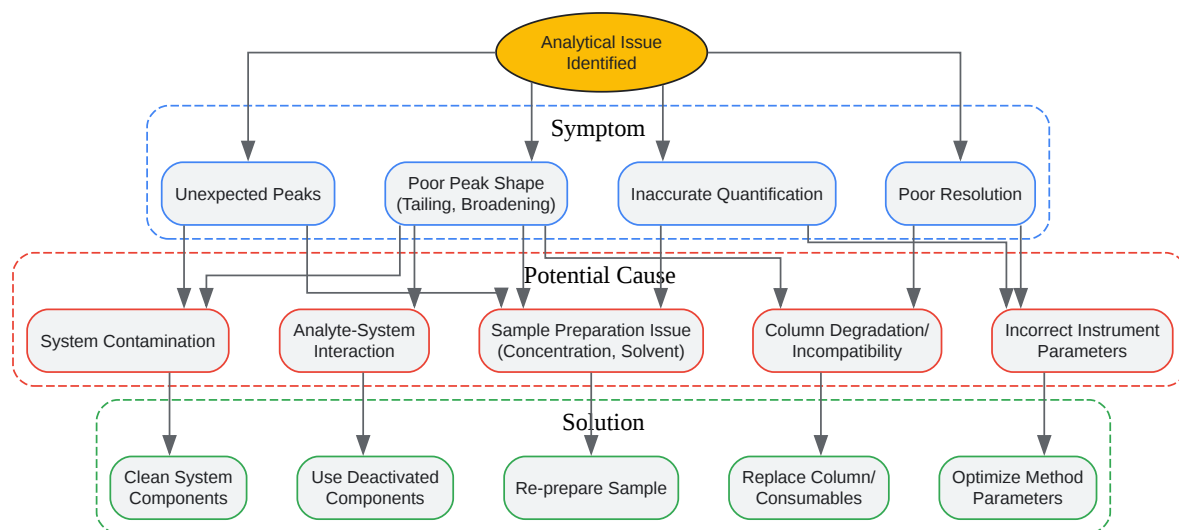 Analytical Issue
Identified
Symptom
Unexpected Peaks
Poor Peak Shape
(Tailing, Broadening)
Inaccurate Quantification
Poor Resolution
Potential Cause
System Contamination
Analyte-System
Interaction
Sample Preparation Issue
(Concentration, Solvent)
Column Degradation/
Incompatibility
Incorrect Instrument
Parameters
Solution
Clean System
Components
Use Deactivated
Components
Re-prepare Sample
Replace Column/
Consumables
Optimize Method
Parameters